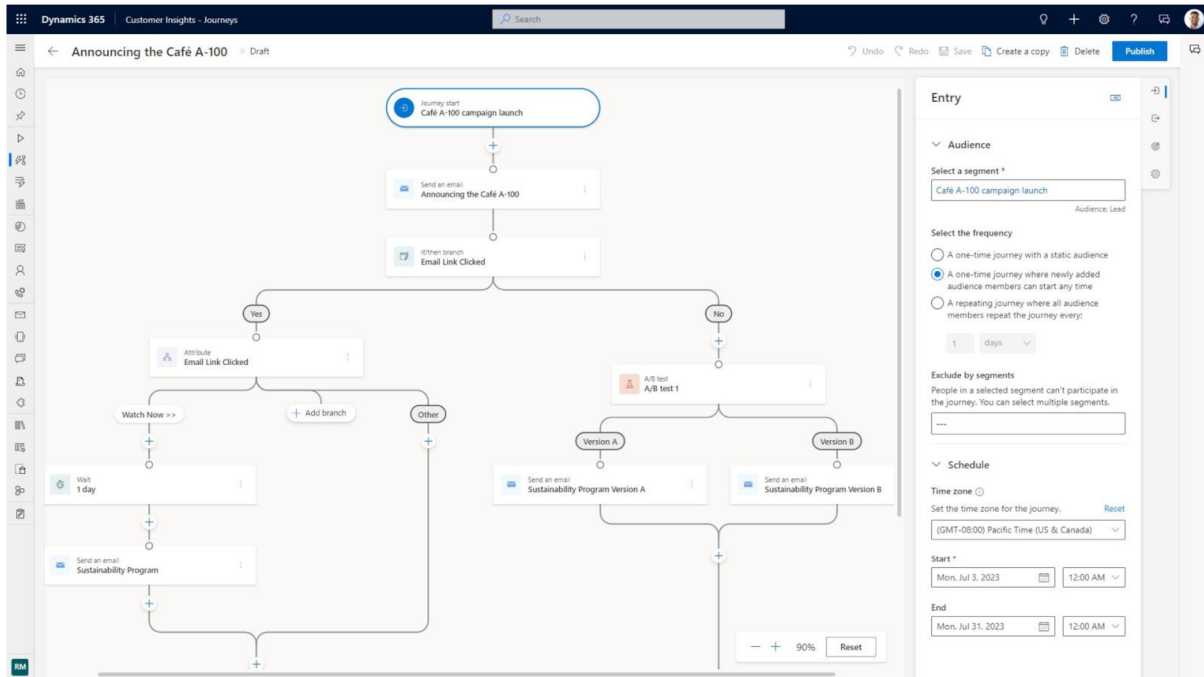 Dynamics 365
Customer Insights - Journeys
Search
Announcing the Café A-100
Draft
Undo
Redo
Save
Create a copy
Delete
Publish
Journey start
Café A-100 campaign launch
Send an email
Announcing the Café A-100
If/then branch
Email Link Clicked
Yes
No
Attribute
Email Link Clicked
A/B test
A/B test 1
Watch Now >>
Add branch
Other
Version A
Version B
Wait
1 day
Send an email
Sustainability Program Version A
Send an email
Sustainability Program Version B
Send an email
Sustainability Program
90%
Reset
RM
Entry
Audience
Select a segment *
Café A-100 campaign launch
Audience: Lead
Select the frequency
A one-time journey with a static audience
A one-time journey where newly added
audience members can start any time
A repeating journey where all audience
members repeat the journey every:
1
days
Exclude by segments
People in a selected segment can't participate in
the journey. You can select multiple segments.
---
Schedule
Time zone
Set the time zone for the journey.
Reset
(GMT-08:00) Pacific Time (US & Canada)
Start *
Mon, Jul 3, 2023
12:00 AM
End
Mon, Jul 31, 2023
12:00 AM